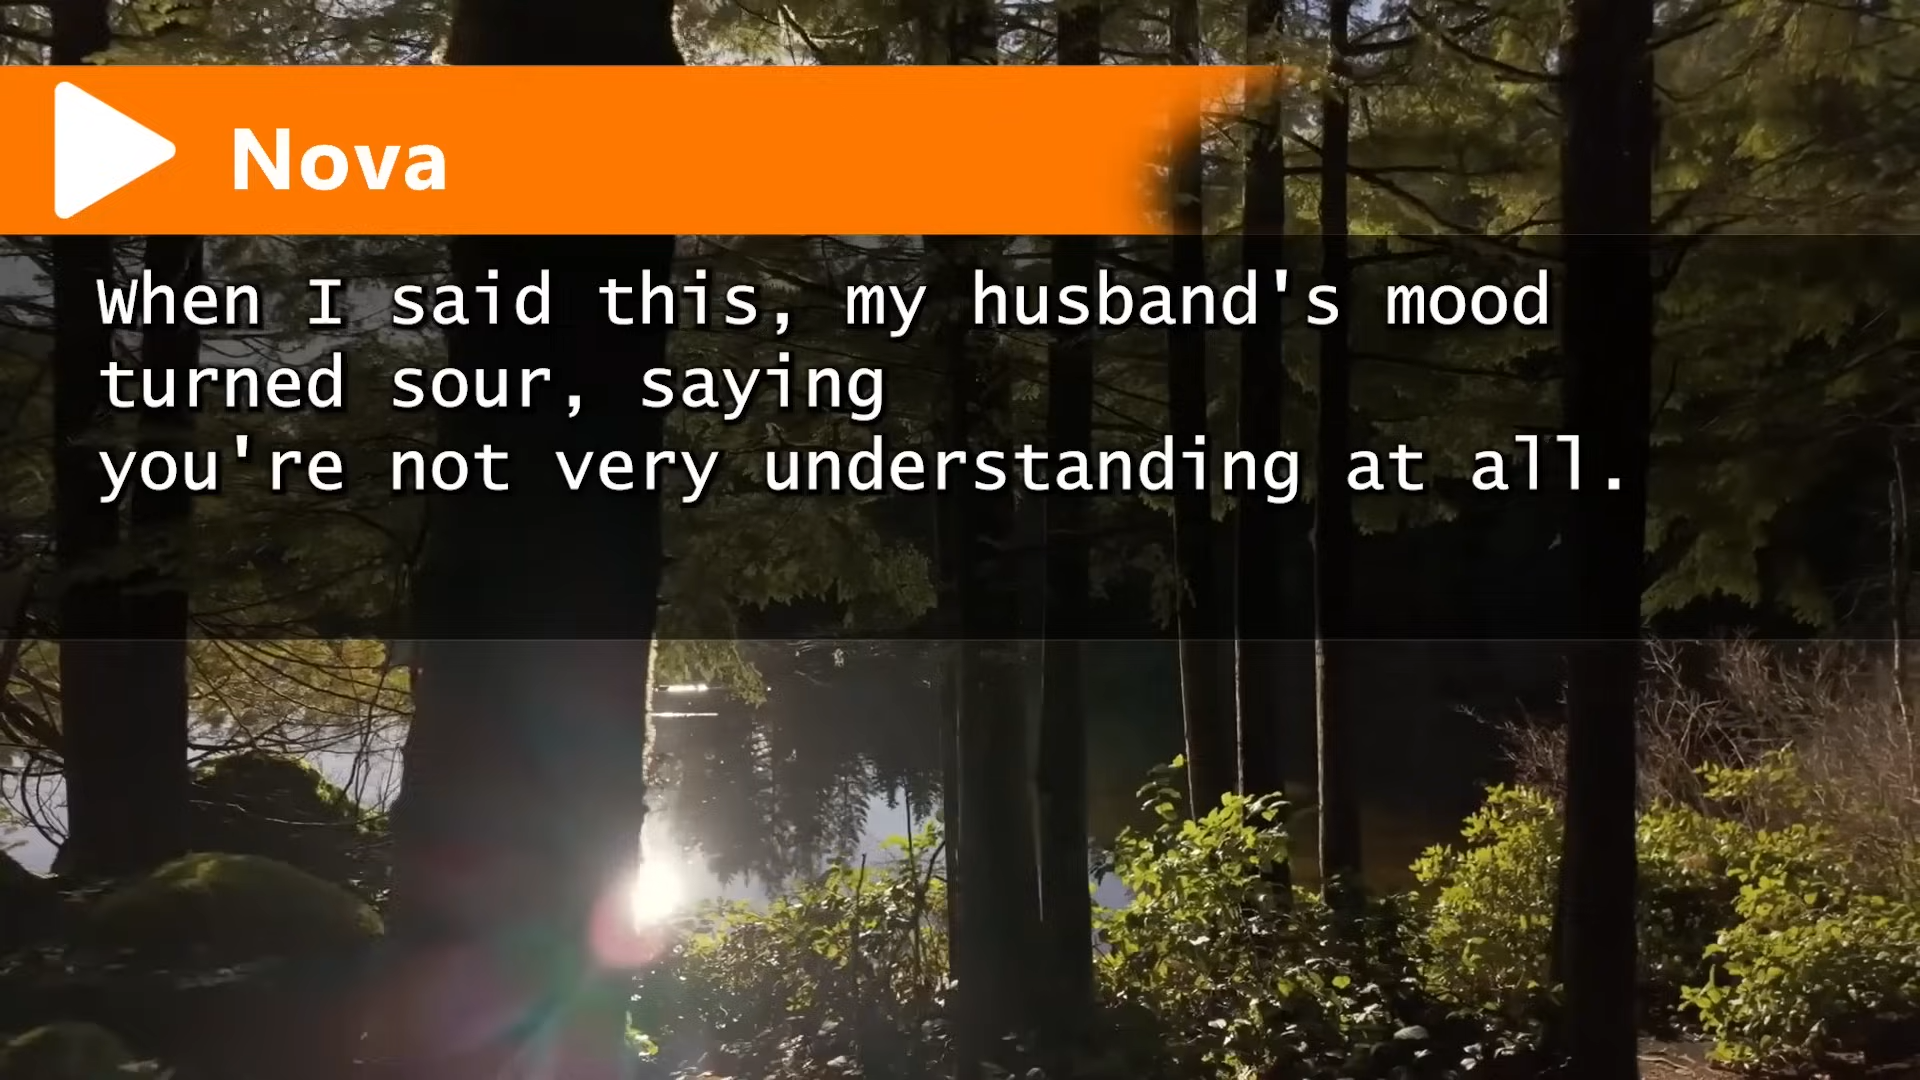 Nova
When I said this, my husband's mood
turned sour, saying
you're not very understanding at all.